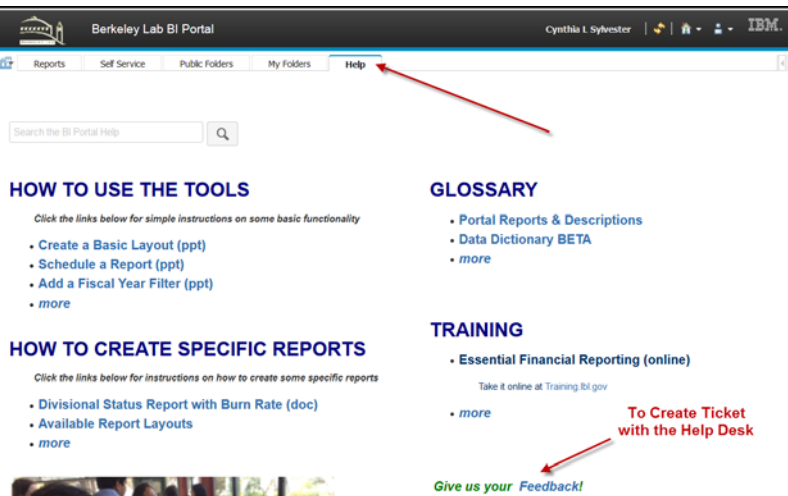 Berkeley Lab BI Portal
Cynthia L Sylvester
IBM.
Reports
Self Service
Public Folders
My Folders
Help
Search the BI Portal Help
HOW TO USE THE TOOLS
Click the links below for simple instructions on some basic functionality
• Create a Basic Layout (ppt)
• Schedule a Report (ppt)
• Add a Fiscal Year Filter (ppt)
• more
HOW TO CREATE SPECIFIC REPORTS
Click the links below for instructions on how to create some specific reports
• Divisional Status Report with Burn Rate (doc)
• Available Report Layouts
• more
GLOSSARY
• Portal Reports & Descriptions
• Data Dictionary BETA
• more
TRAINING
• Essential Financial Reporting (online)
Take it online at Training.lbl.gov
• more
To Create Ticket
with the Help Desk
Give us your Feedback!